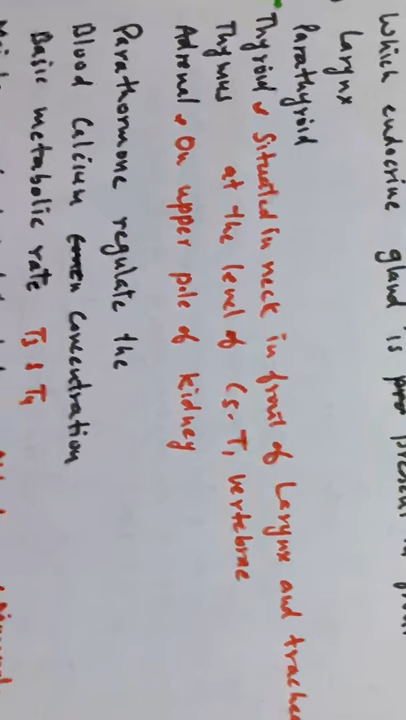 Which endocrine gland is present in
Larynx
Parathyroid
Thyroid Situated in neck in front of Larynx and trachea
Thymus at the level of C5-T1 vertebrae
Adrenal On upper pole of kidney
Parathormone regulate the
Blood Calcium concentration
Basic metabolic rate T3 & T4